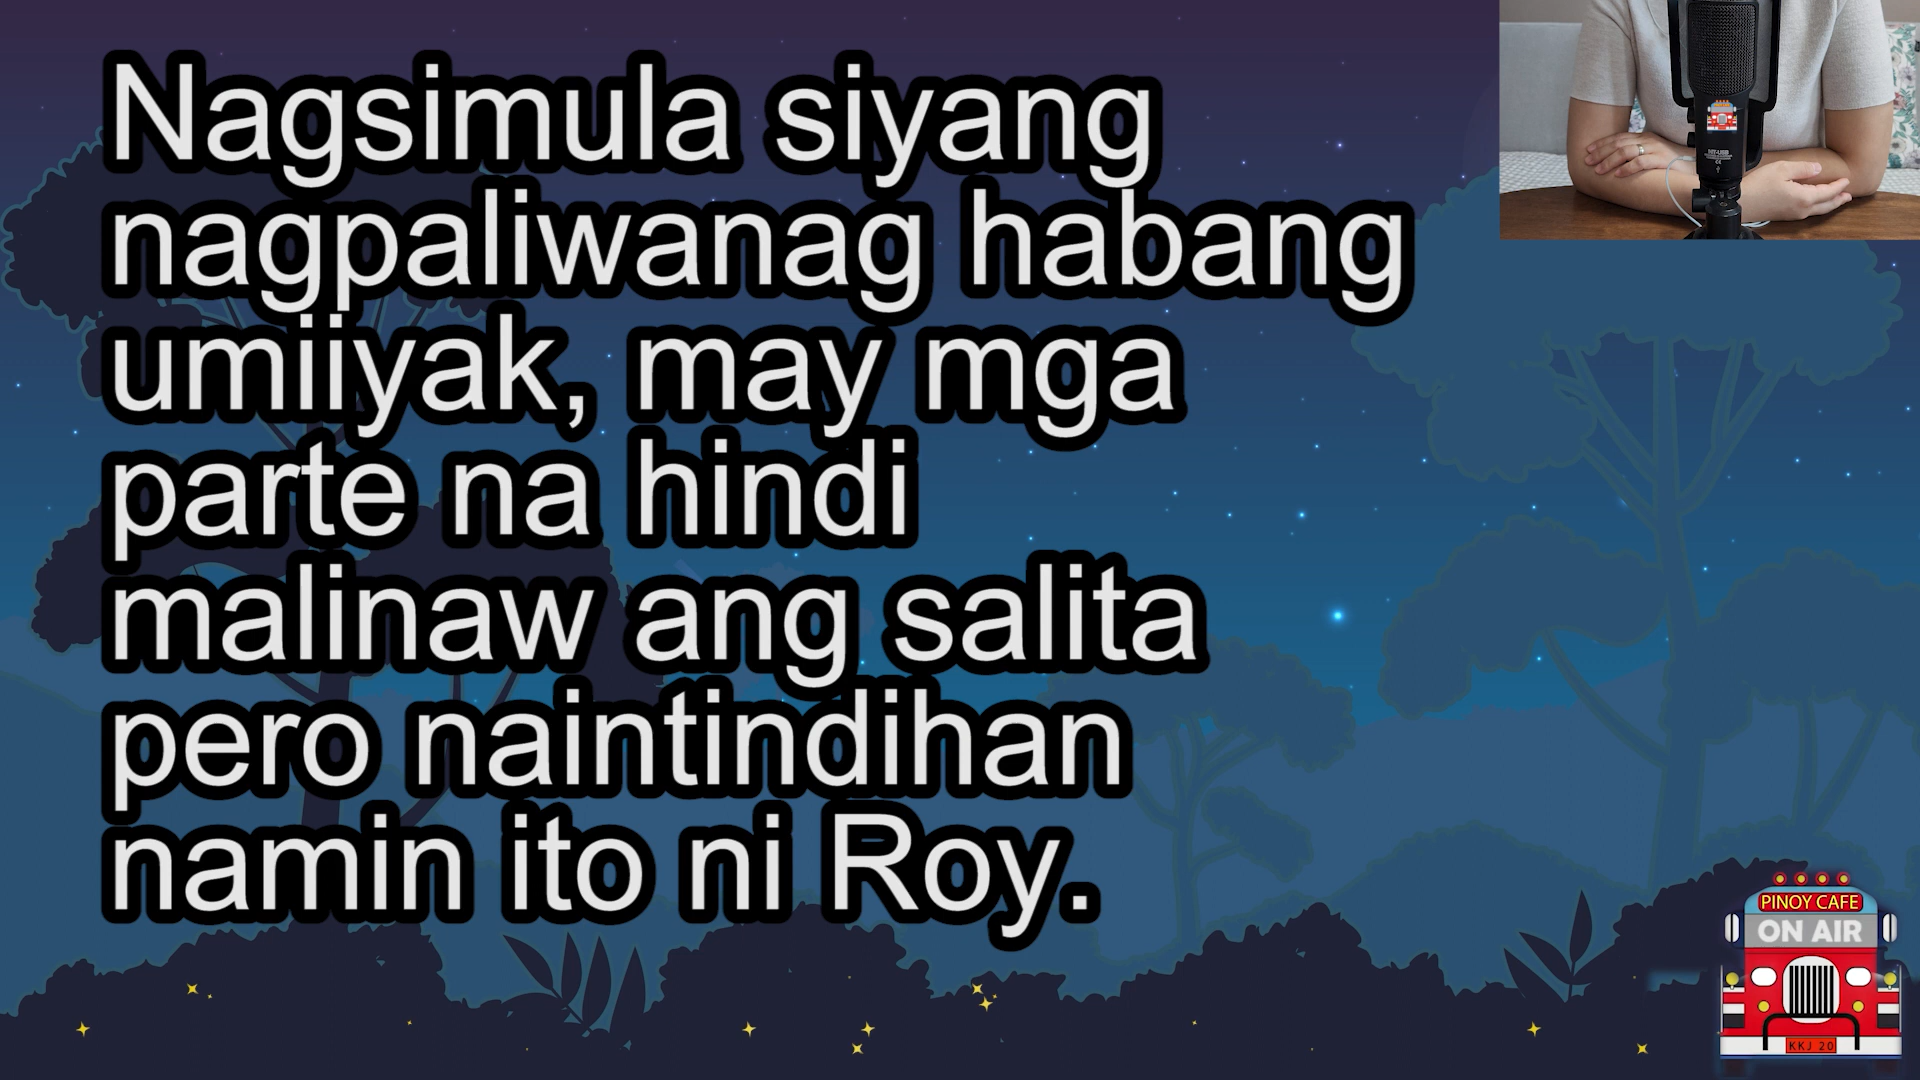 Nagsimula siyang
nagpaliwanag habang
umiiyak, may mga
parte na hindi
malinaw ang salita
pero naintindihan
namin ito ni Roy.
PINOY CAFE
ON AIR
KKJ 20